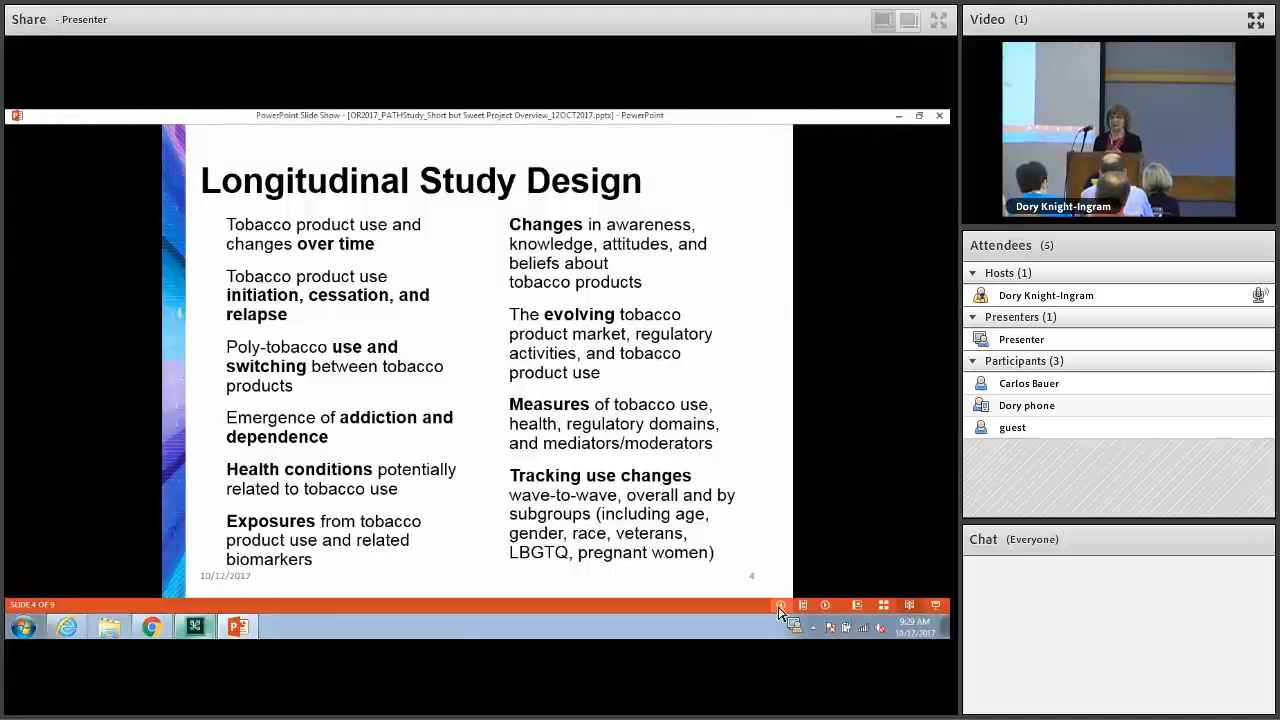 Share - Presenter
PowerPoint Slide Show - [OR2017_PATHStudy_Short but Sweet Project Overview_12OCT2017.pptx] - PowerPoint
Longitudinal Study Design
Tobacco product use and
changes over time
Tobacco product use
initiation, cessation, and
relapse
Poly-tobacco use and
switching between tobacco
products
Emergence of addiction and
dependence
Health conditions potentially
related to tobacco use
Exposures from tobacco
product use and related
biomarkers
Changes in awareness,
knowledge, attitudes, and
beliefs about
tobacco products
The evolving tobacco
product market, regulatory
activities, and tobacco
product use
Measures of tobacco use,
health, regulatory domains,
and mediators/moderators
Tracking use changes
wave-to-wave, overall and by
subgroups (including age,
gender, race, veterans,
LBGTQ, pregnant women)
10/12/2017
4
SLIDE 4 OF 9
9:29 AM
10/12/2017
Video (1)
Dory Knight-Ingram
Attendees (5)
Hosts (1)
Dory Knight-Ingram
Presenters (1)
Presenter
Participants (3)
Carlos Bauer
Dory phone
guest
Chat (Everyone)